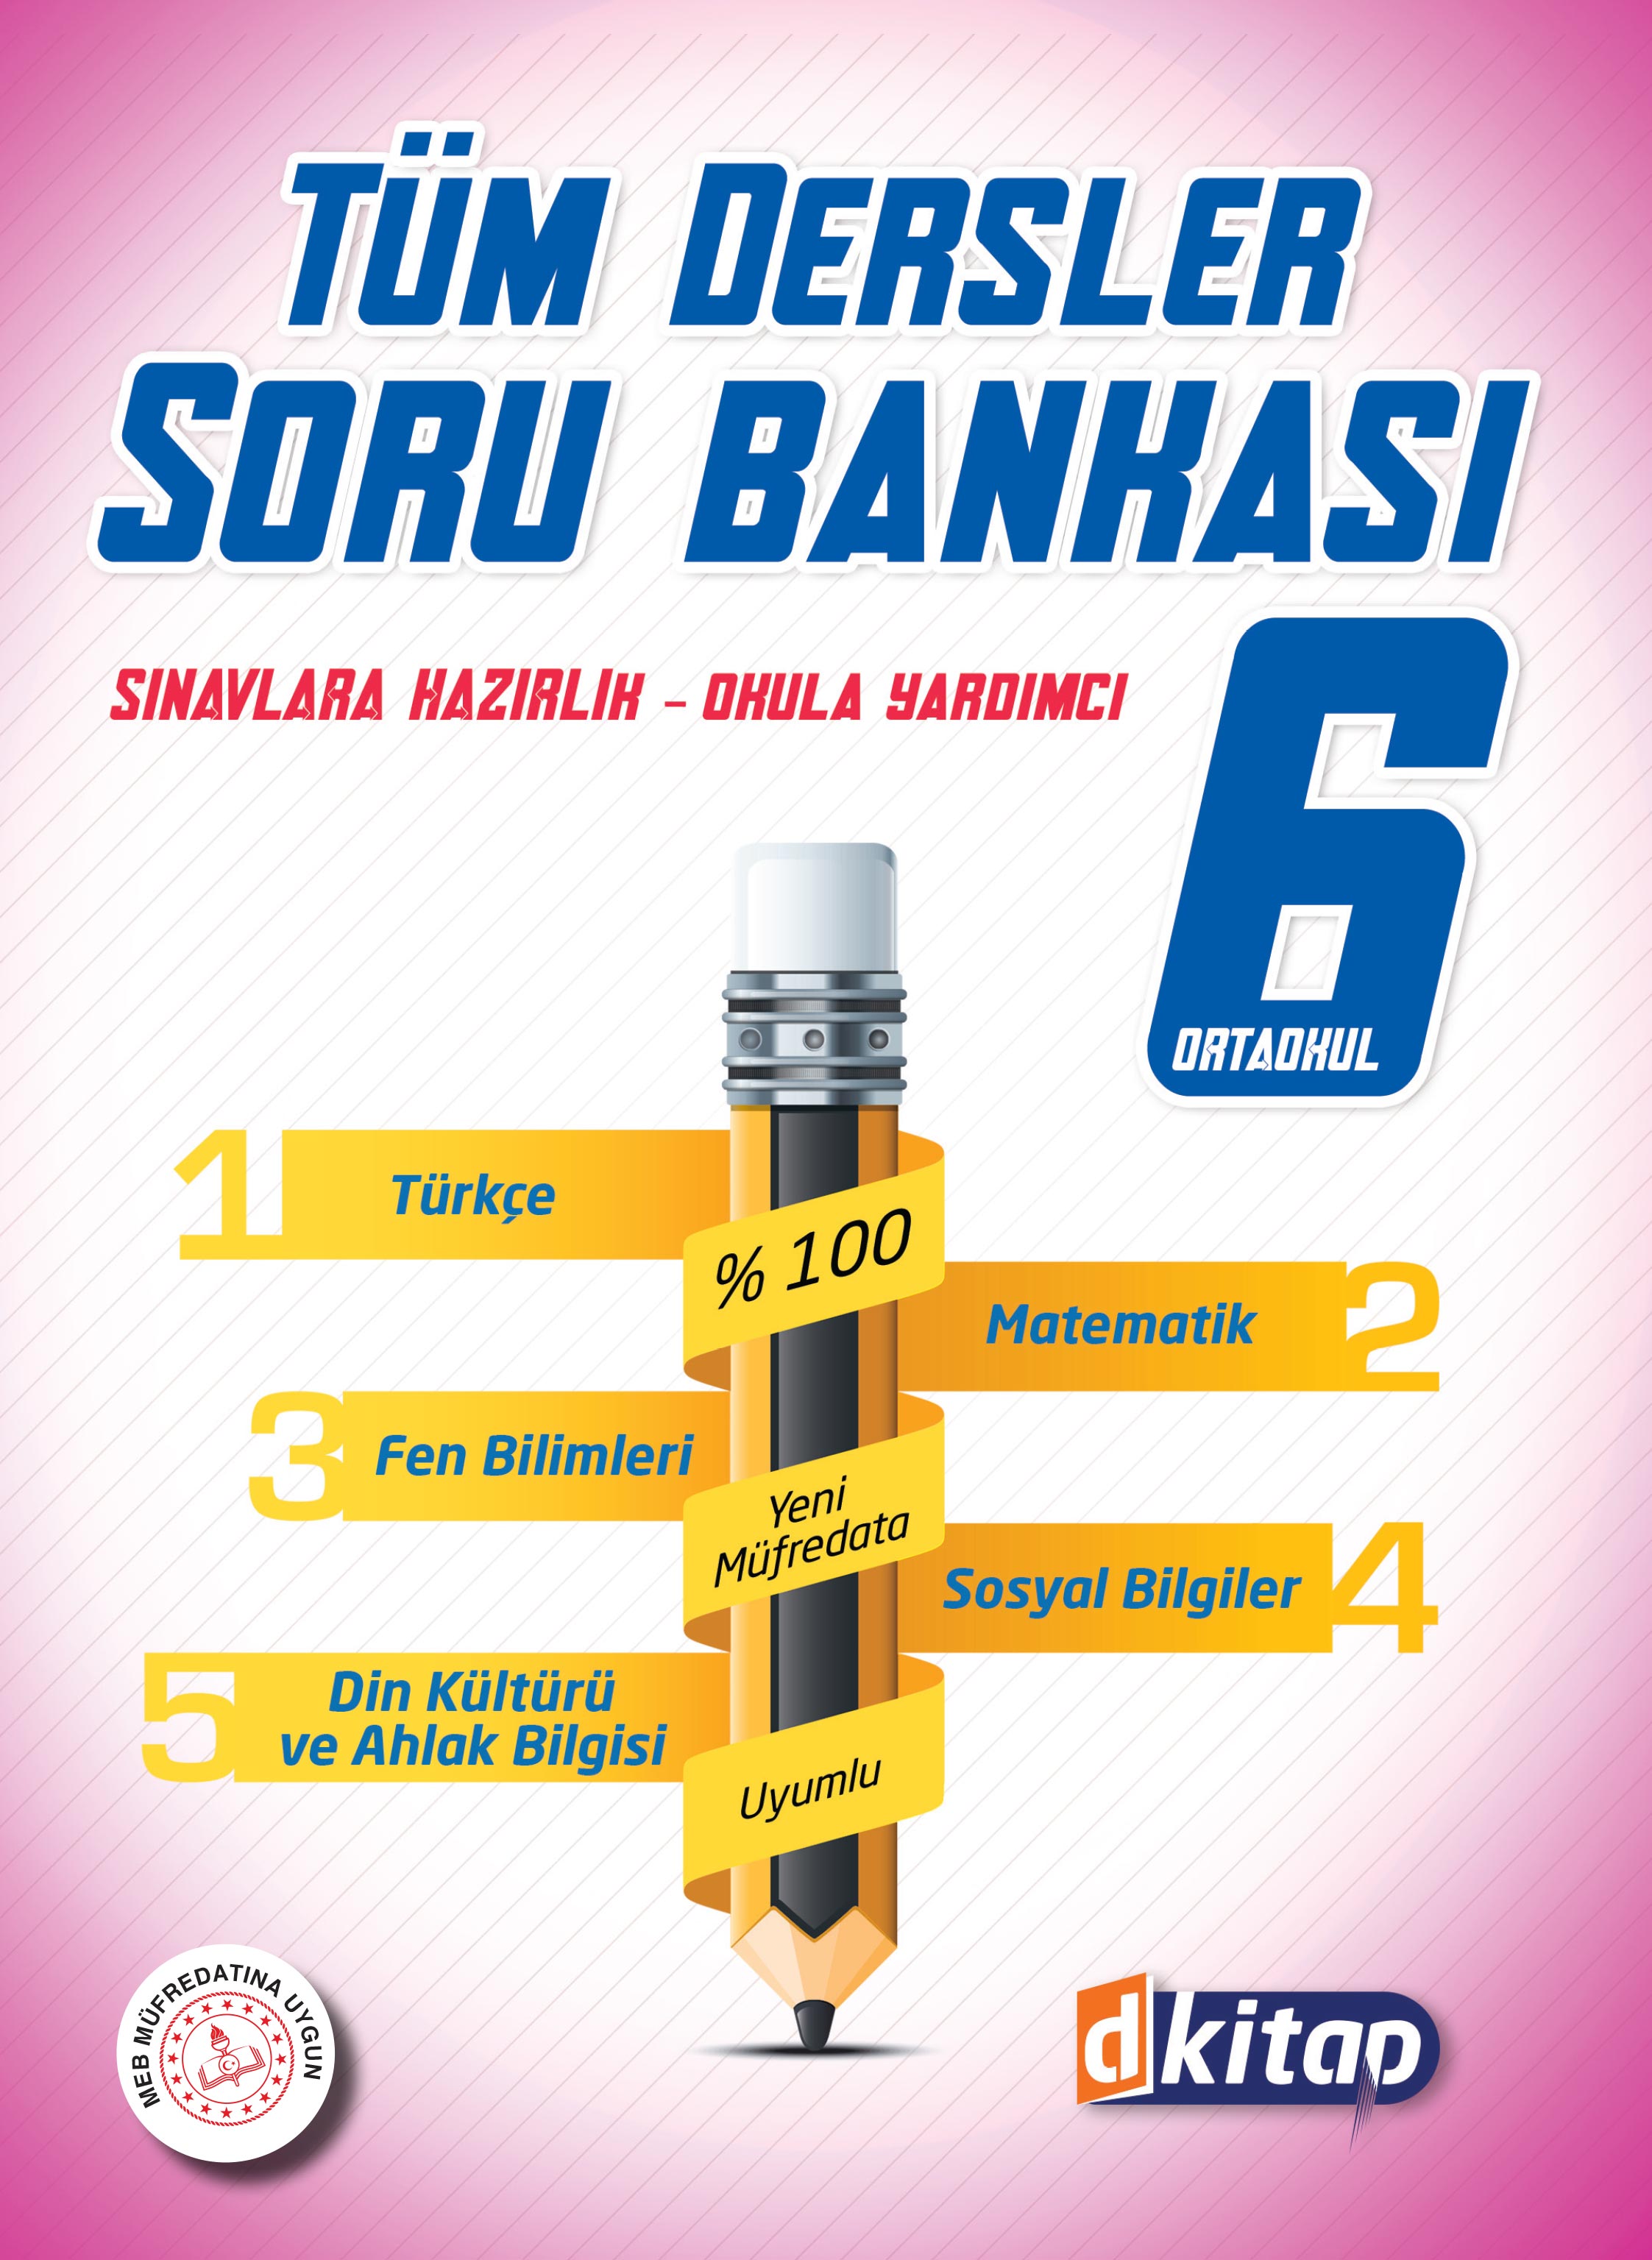 TÜM DERSLER
SORU BANKASI
SINAVLARA HAZIRLIK – OKULA YARDIMCI
6
ORTAOKUL
1 Türkçe
% 100
Matematik 2
3 Fen Bilimleri
Yeni
Müfredata
Sosyal Bilgiler 4
5 Din Kültürü
ve Ahlak Bilgisi
Uyumlu
MEB MÜFREDATINA UYGUN
dkitap